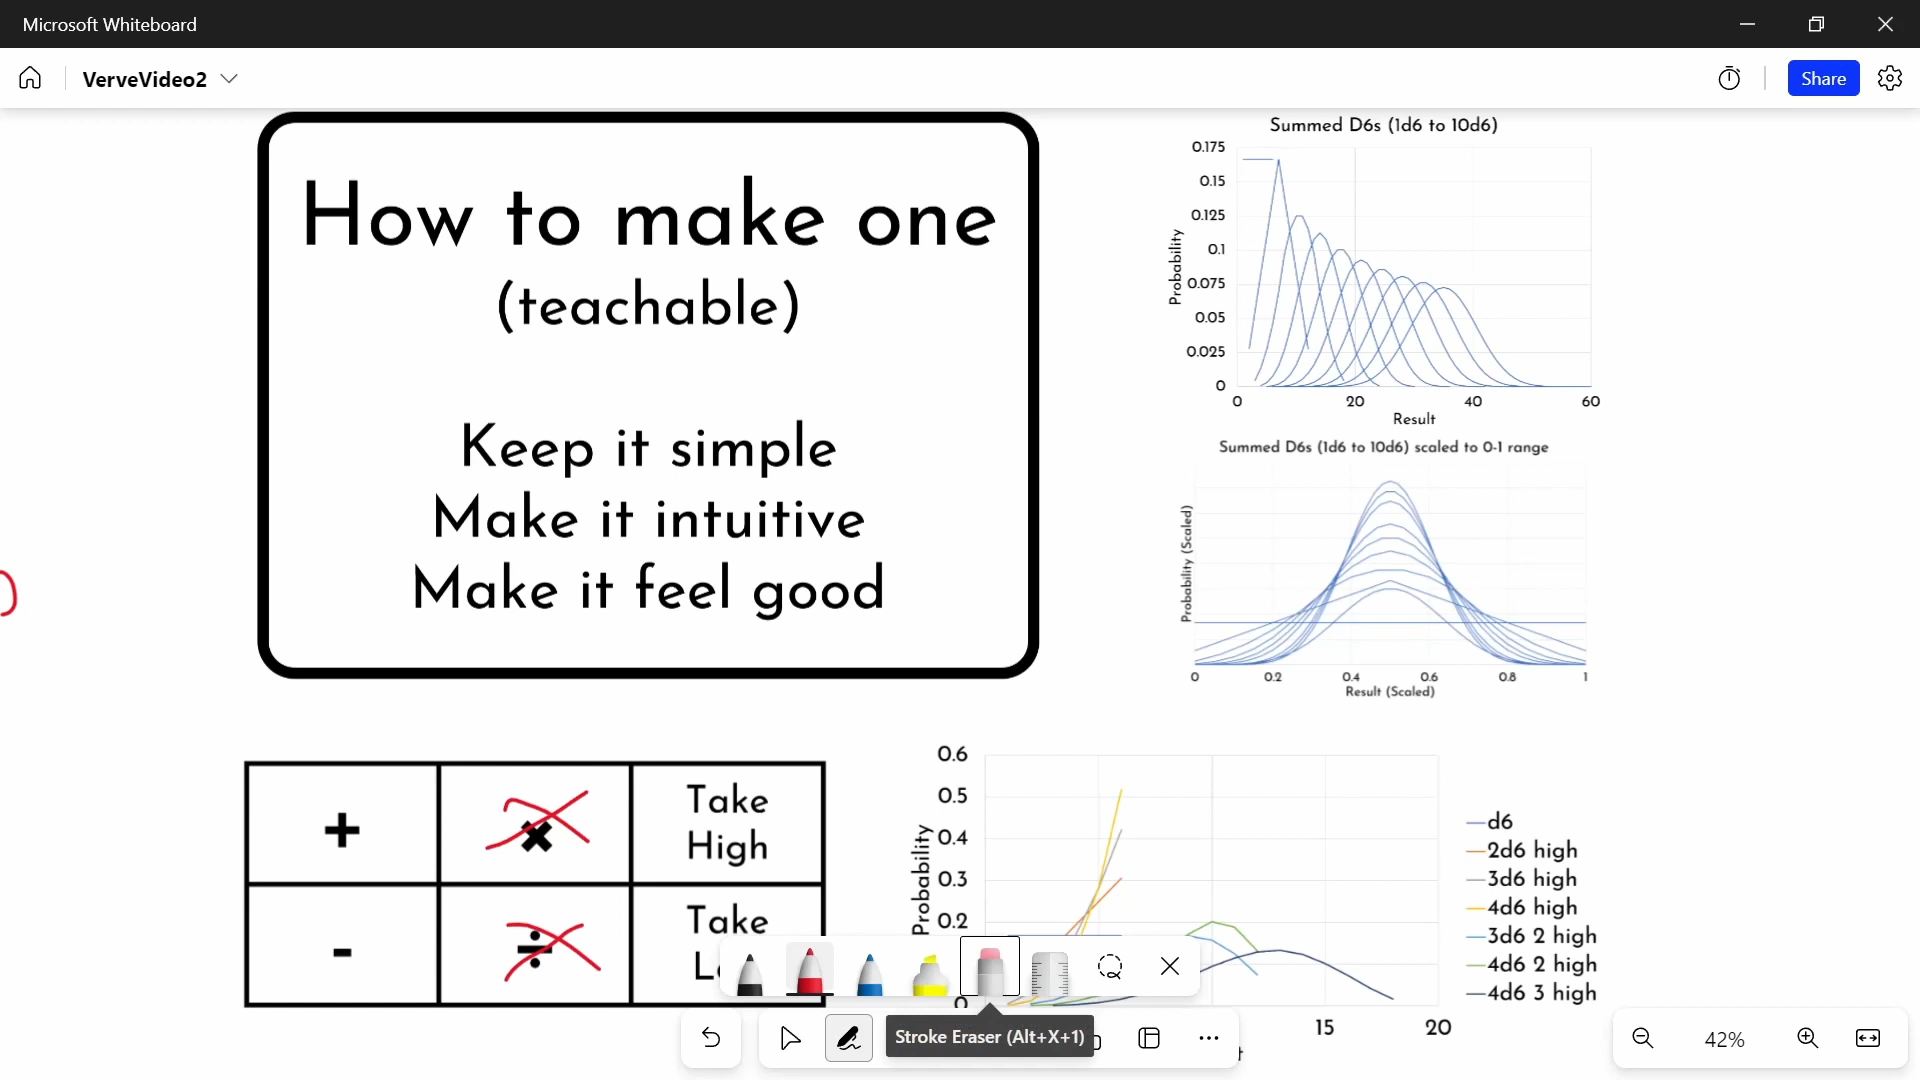 Microsoft Whiteboard
VerveVideo2
Share
How to make one
(teachable)
Keep it simple
Make it intuitive
Make it feel good
Summed D6s (1d6 to 10d6)
0.175
0.15
0.125
0.1
0.075
0.05
0.025
0
Probability
0 20 40 60
Result
Summed D6s (1d6 to 10d6) scaled to 0-1 range
Probability (Scaled)
0 0.2 0.4 0.6 0.8 1
Result (Scaled)
+ × Take High
- ÷ Take
0.6
0.5
0.4
0.3
0.2
0
Probability
15 20
d6
2d6 high
3d6 high
4d6 high
3d6 2 high
4d6 2 high
4d6 3 high
Stroke Eraser (Alt+X+1)
42%